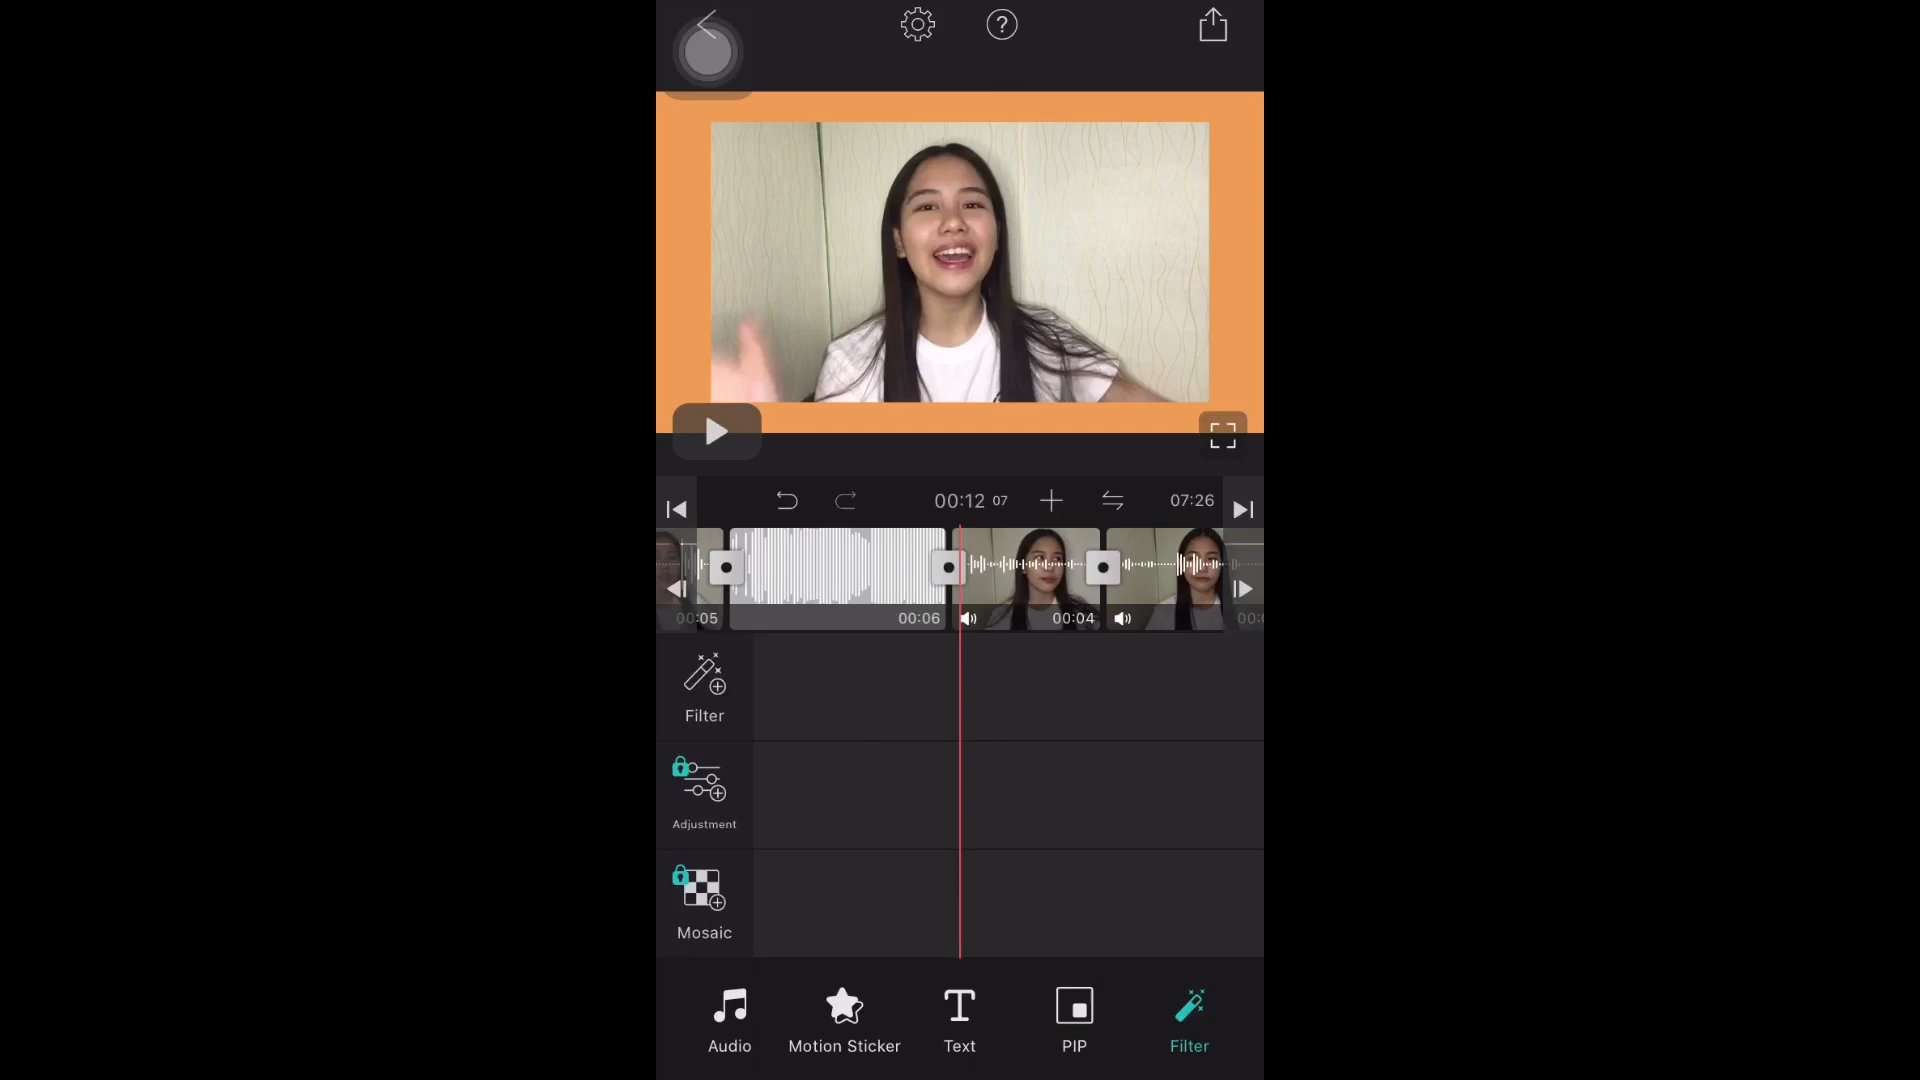 ?
00:12 07
07:26
00:05
00:06
00:04
Filter
Adjustment
Mosaic
Audio
Motion Sticker
Text
PIP
Filter